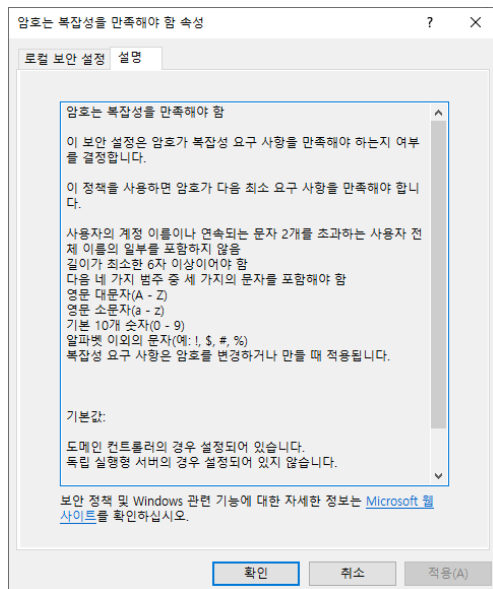 암호는 복잡성을 만족해야 함 속성
로컬 보안 설정 설명
암호는 복잡성을 만족해야 함
이 보안 설정은 암호가 복잡성 요구 사항을 만족해야 하는지 여부
를 결정합니다.
이 정책을 사용하면 암호가 다음 최소 요구 사항을 만족해야 합니
다.
사용자의 계정 이름이나 연속되는 문자 2개를 초과하는 사용자 전
체 이름의 일부를 포함하지 않음
길이가 최소한 6자 이상이어야 함
다음 네 가지 범주 중 세 가지의 문자를 포함해야 함
영문 대문자(A - Z)
영문 소문자(a - z)
기본 10개 숫자(0 - 9)
알파벳 이외의 문자(예: !, $, #, %)
복잡성 요구 사항은 암호를 변경하거나 만들 때 적용됩니다.
기본값:
도메인 컨트롤러의 경우 설정되어 있습니다.
독립 실행형 서버의 경우 설정되어 있지 않습니다.
보안 정책 및 Windows 관련 기능에 대한 자세한 정보는 Microsoft 웹
사이트를 확인하십시오.
확인 취소 적용(A)